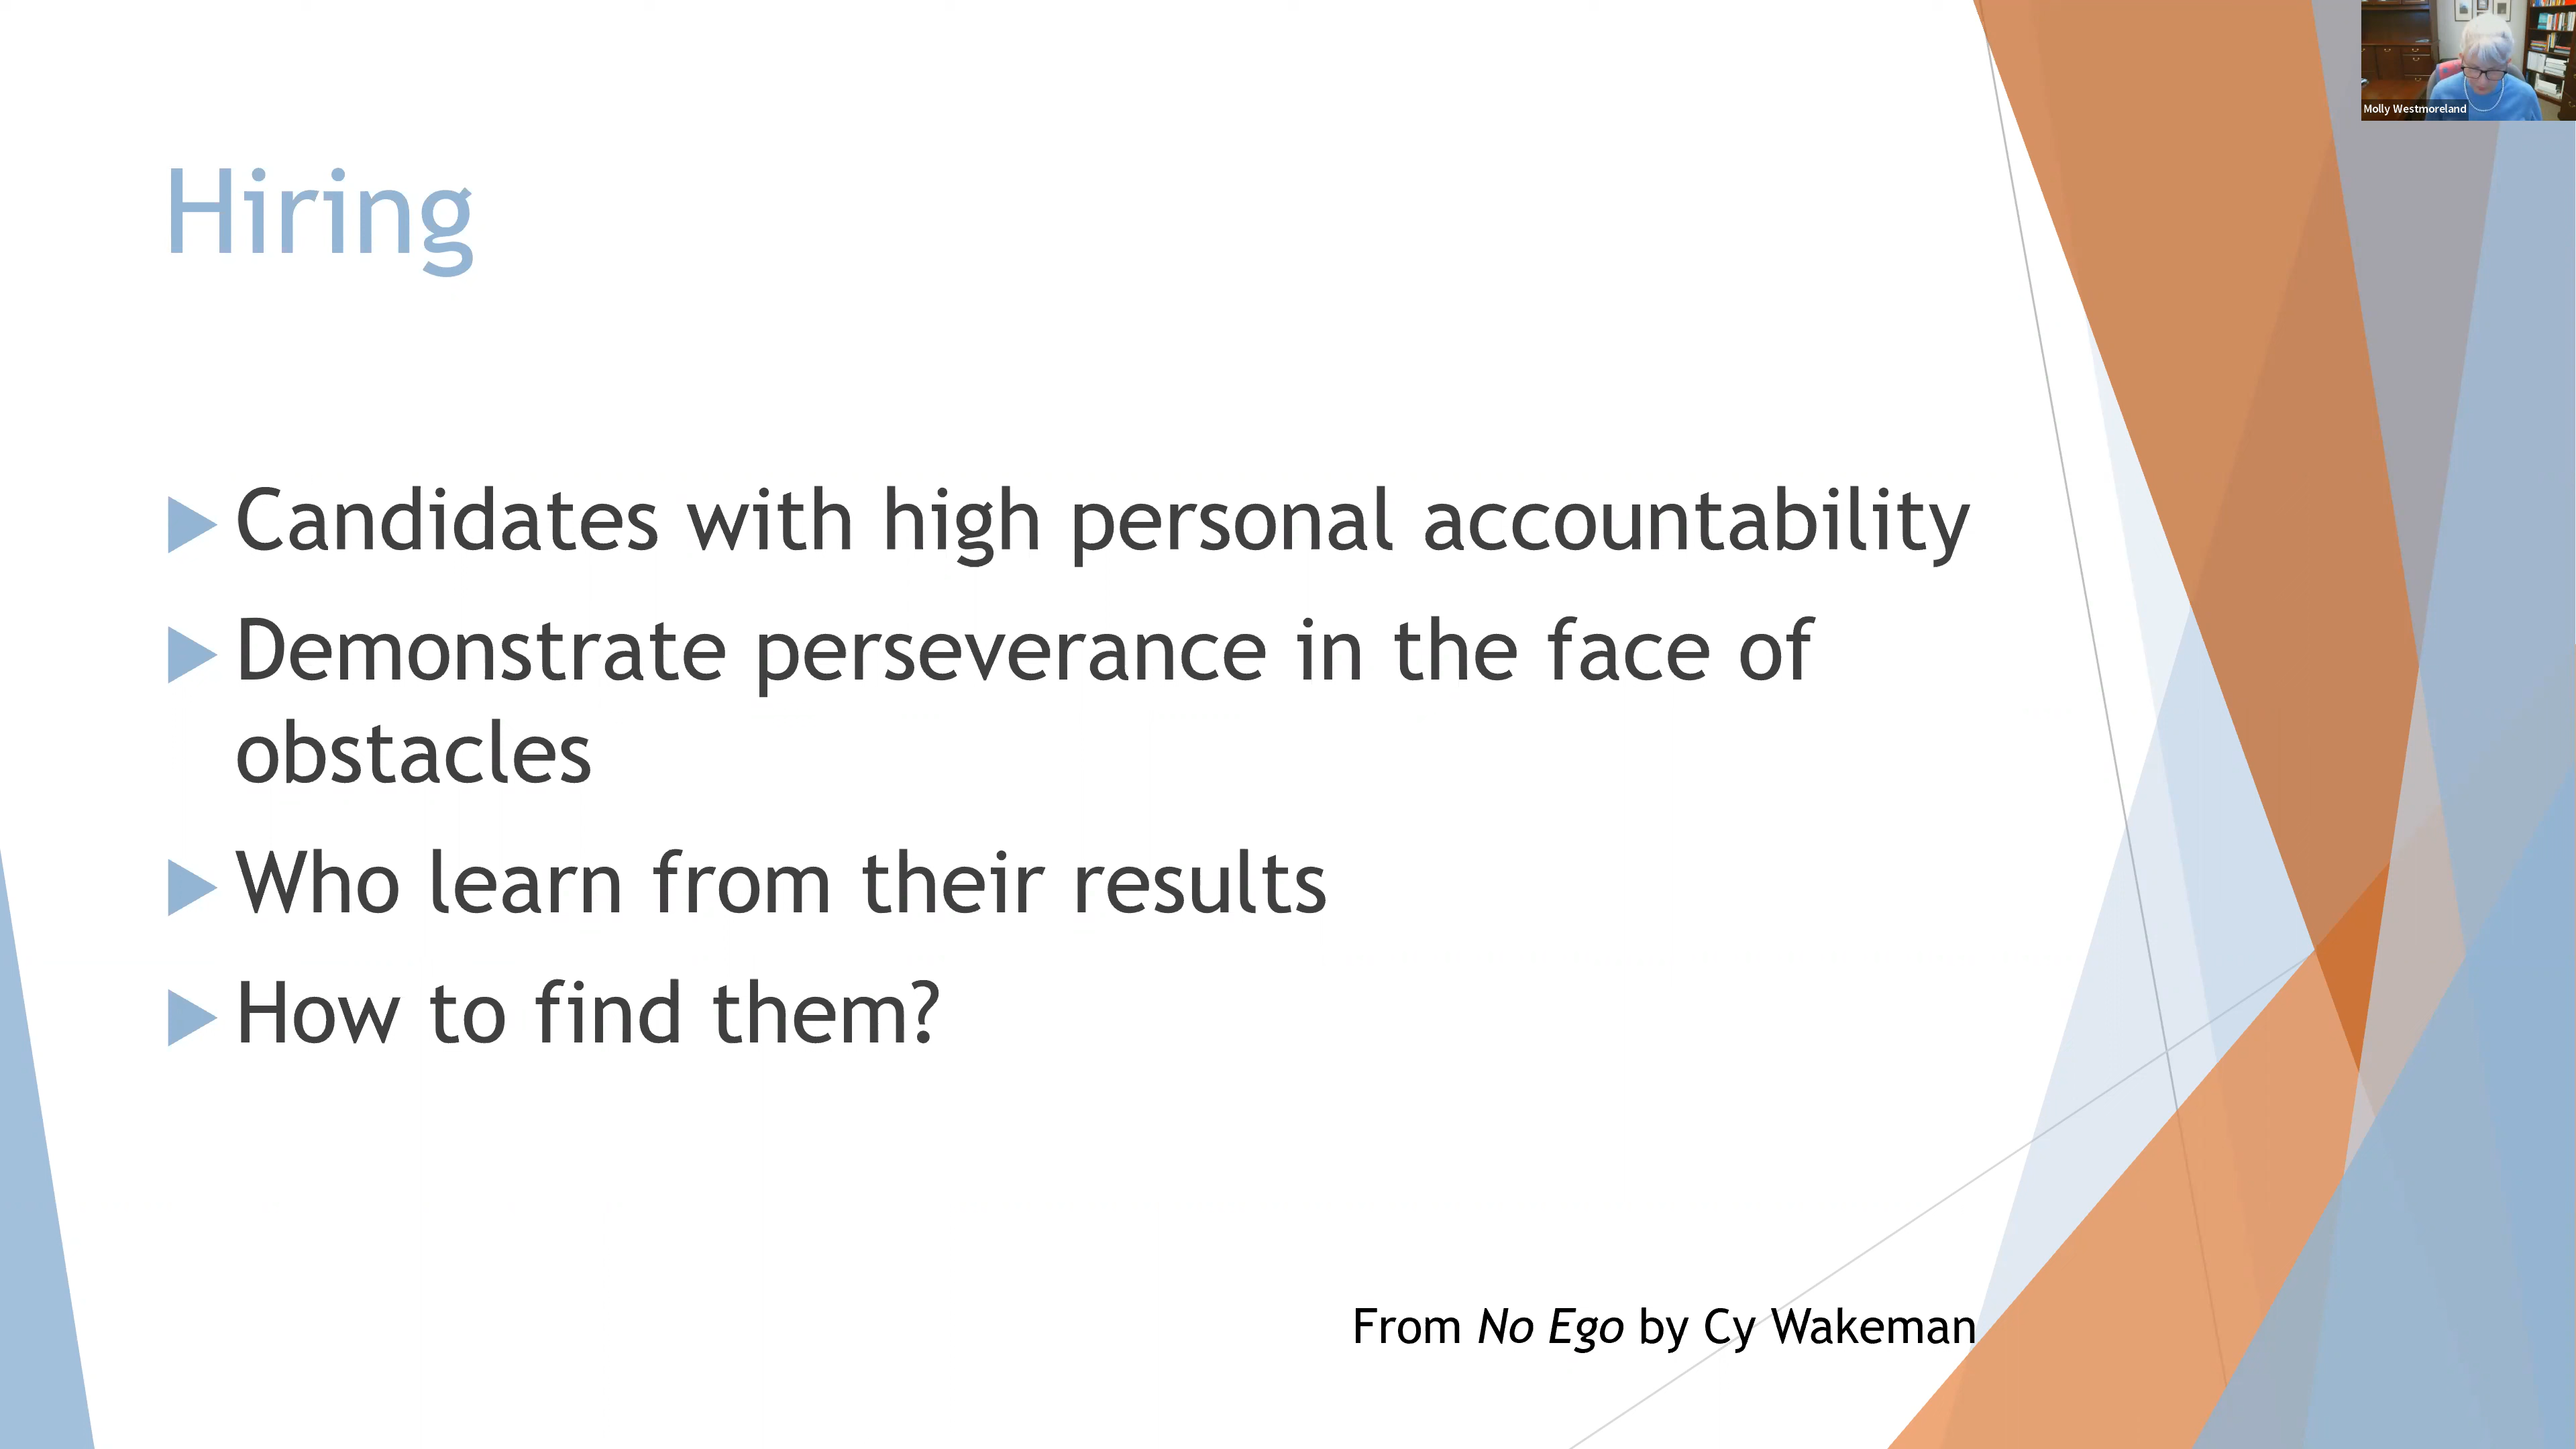 Molly Westmoreland
Hiring
Candidates with high personal accountability
Demonstrate perseverance in the face of
obstacles
Who learn from their results
How to find them?
From No Ego by Cy Wakeman